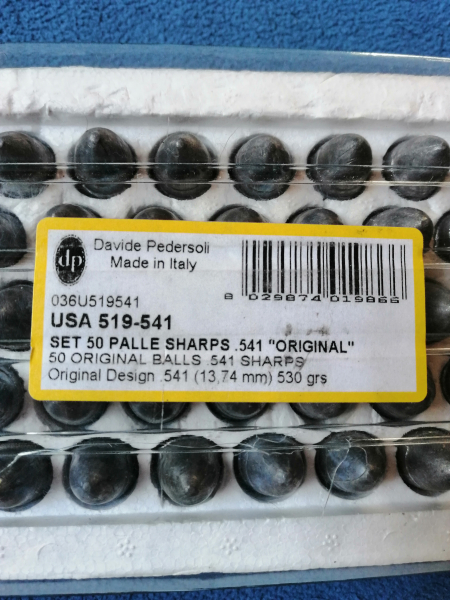 dp
Davide Pedersoli
Made in Italy
8 029874 019866
036U519541
USA 519-541
SET 50 PALLE SHARPS .541 "ORIGINAL"
50 ORIGINAL BALLS .541 SHARPS
Original Design .541 (13,74 mm) 530 grs